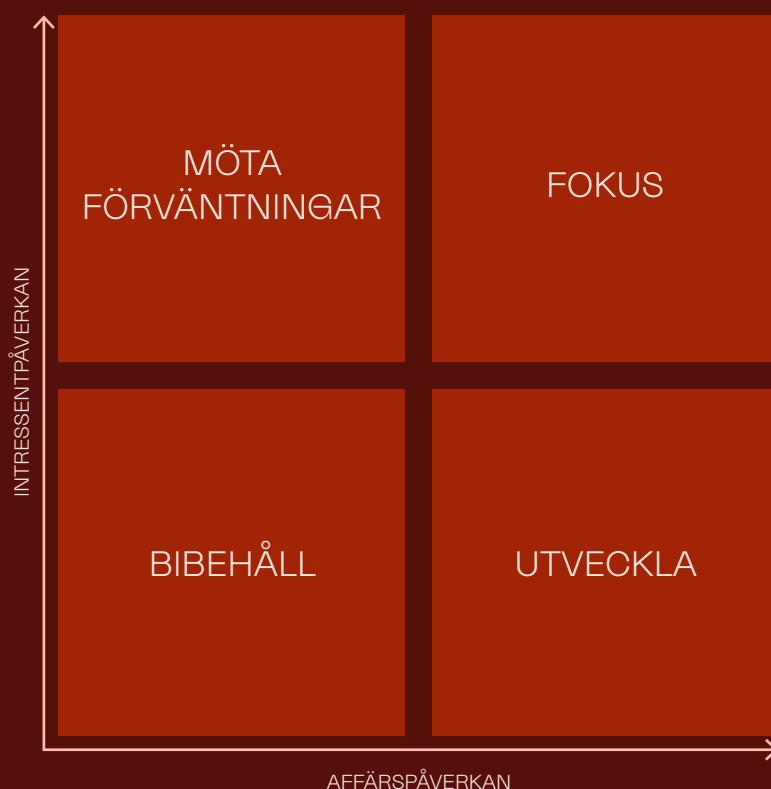 MÖTA
FÖRVÄNTNINGAR
FOKUS
INTRESSENTPÅVERKAN
BIBEHÅLL
UTVECKLA
AFFÄRSPÅVERKAN